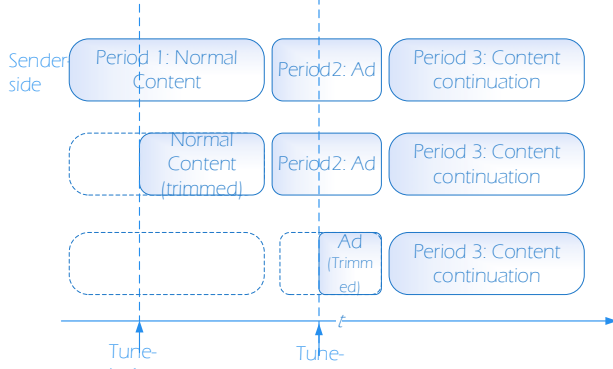 Sender
side
Period 1: Normal
Content
Period2: Ad
Period 3: Content
continuation
Normal
Content
(trimmed)
Period2: Ad
Period 3: Content
continuation
Ad
(Trimm
ed)
Period 3: Content
continuation
t
Tune-
Tune-